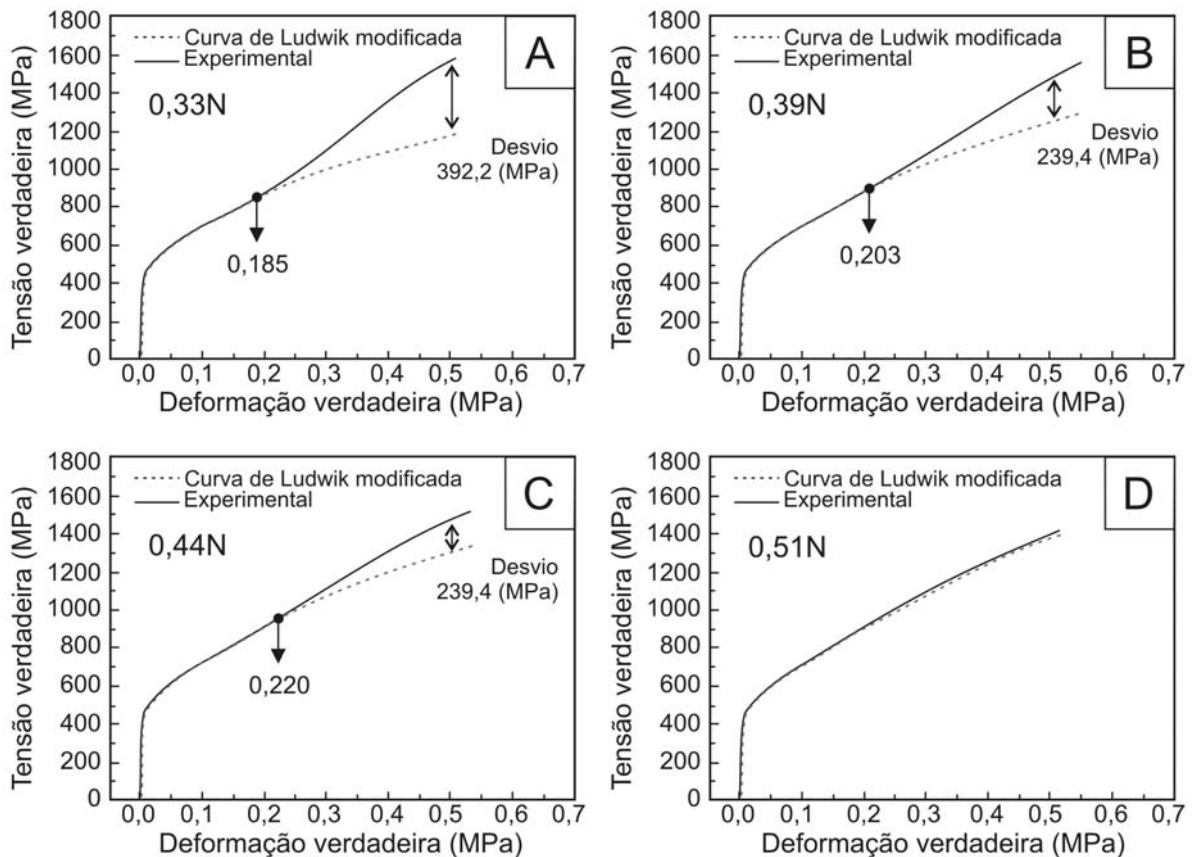 1800
1600
1400
1200
1000
800
600
400
200
0
Tensão verdadeira (MPa)
Curva de Ludwik modificada
Experimental
A
0,33N
Desvio
392,2 (MPa)
0,185
0,0 0,1 0,2 0,3 0,4 0,5 0,6 0,7
Deformação verdadeira (MPa)
1800
1600
1400
1200
1000
800
600
400
200
0
Tensão verdadeira (MPa)
Curva de Ludwik modificada
Experimental
B
0,39N
Desvio
239,4 (MPa)
0,203
0,0 0,1 0,2 0,3 0,4 0,5 0,6 0,7
Deformação verdadeira (MPa)
1800
1600
1400
1200
1000
800
600
400
200
0
Tensão verdadeira (MPa)
Curva de Ludwik modificada
Experimental
C
0,44N
Desvio
239,4 (MPa)
0,220
0,0 0,1 0,2 0,3 0,4 0,5 0,6 0,7
Deformação verdadeira (MPa)
1800
1600
1400
1200
1000
800
600
400
200
0
Tensão verdadeira (MPa)
Curva de Ludwik modificada
Experimental
D
0,51N
0,0 0,1 0,2 0,3 0,4 0,5 0,6 0,7
Deformação verdadeira (MPa)